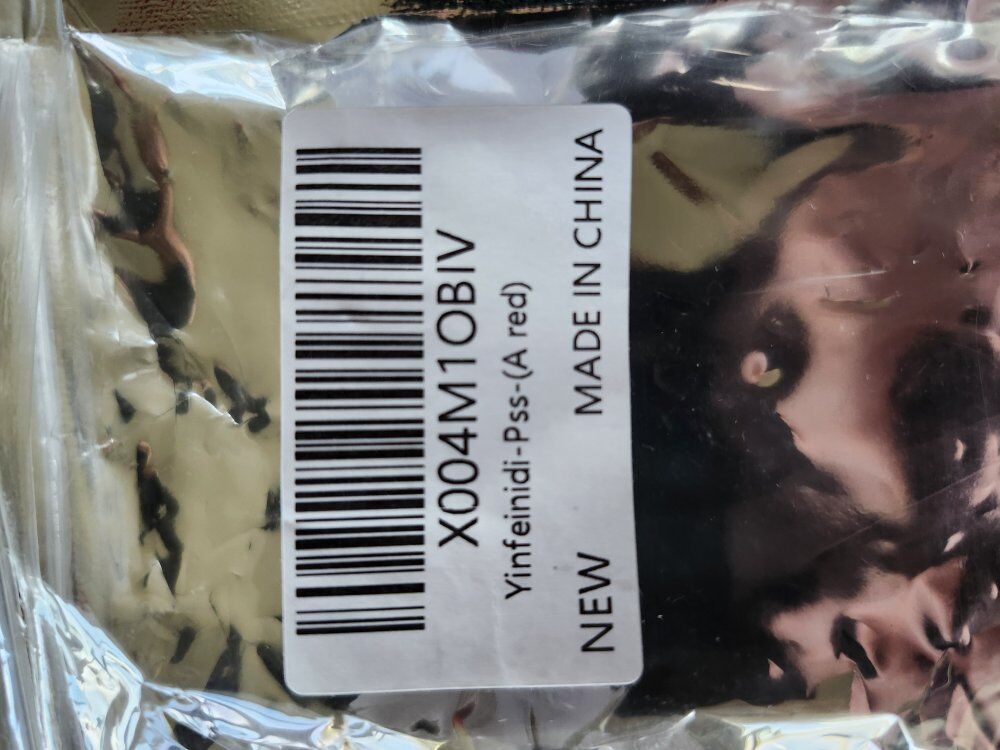 X004M1OBIV
Yinfeinidi-Pss-(A red)
NEW MADE IN CHINA